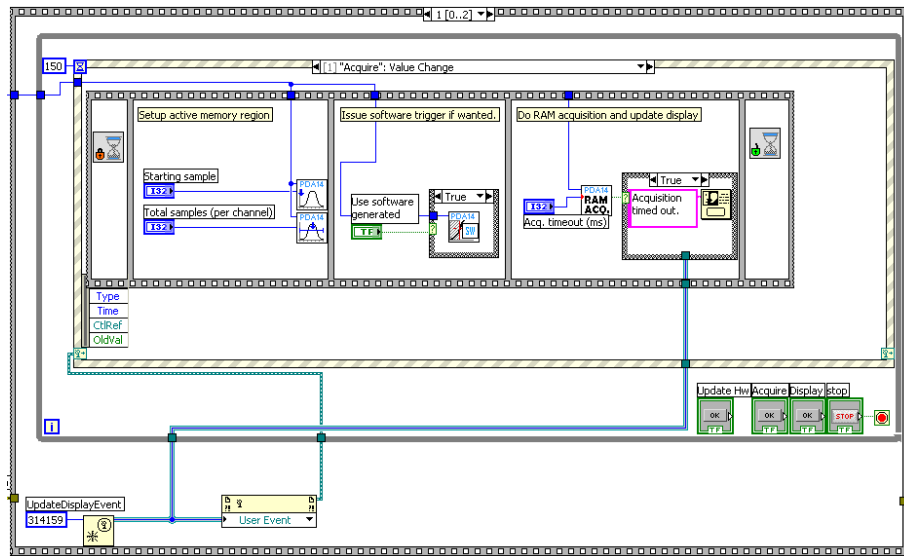 1 [0..2]
150
[1] "Acquire": Value Change
Setup active memory region
Issue software trigger if wanted.
Do RAM acquisition and update display
Starting sample
I32
Total samples (per channel)
I32
PDA14
PDA14
Use software
generated
TF
True
PDA14
SW
I32
Acq. timeout (ms)
PDA14
RAM
ACQ.
True
Acquisition
timed out.
Type
Time
CtlRef
OldVal
Update Hw
Acquire
Display
stop
OK
OK
OK
STOP
TF
TF
TF
TF
i
UpdateDisplayEvent
314159
User Event